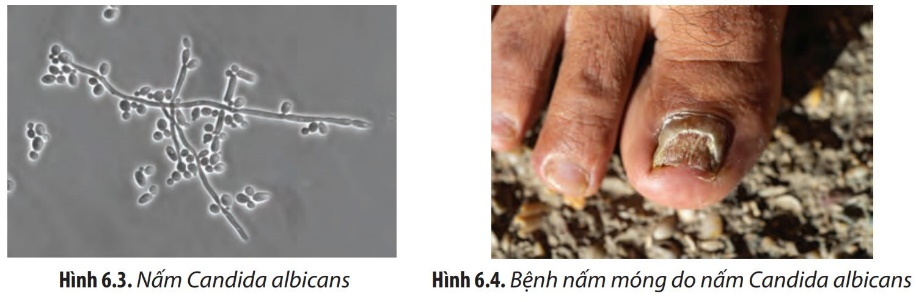 Hình 6.3. Nấm Candida albicans
Hình 6.4. Bệnh nấm móng do nấm Candida albicans